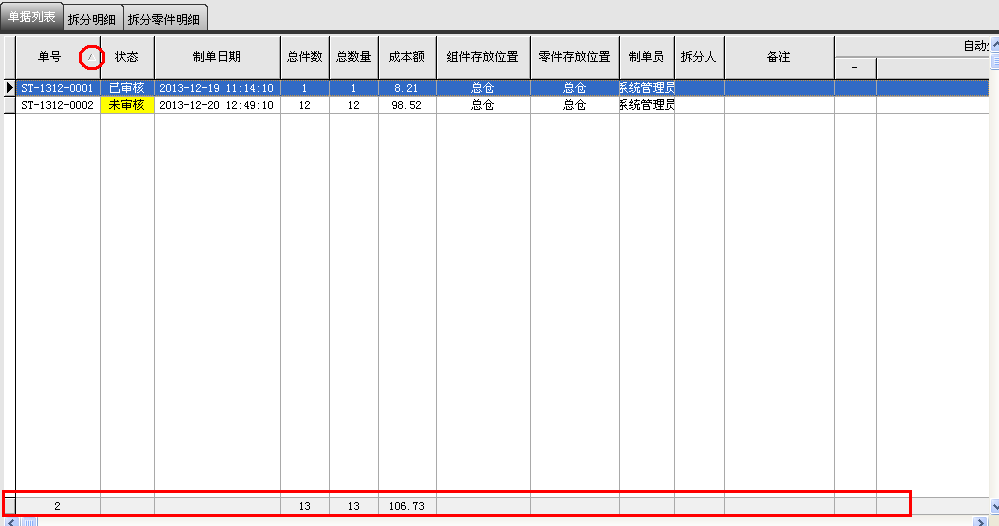 单据列表 拆分明细 拆分零件明细
单号 状态 制单日期 总件数 总数量 成本额 组件存放位置 零件存放位置 制单员 拆分人 备注 自动
-
ST-1312-0001 已审核 2013-12-19 11:14:10 1 1 8.21 总仓 总仓 系统管理员
ST-1312-0002 未审核 2013-12-20 12:49:10 12 12 98.52 总仓 总仓 系统管理员
2 13 13 106.73